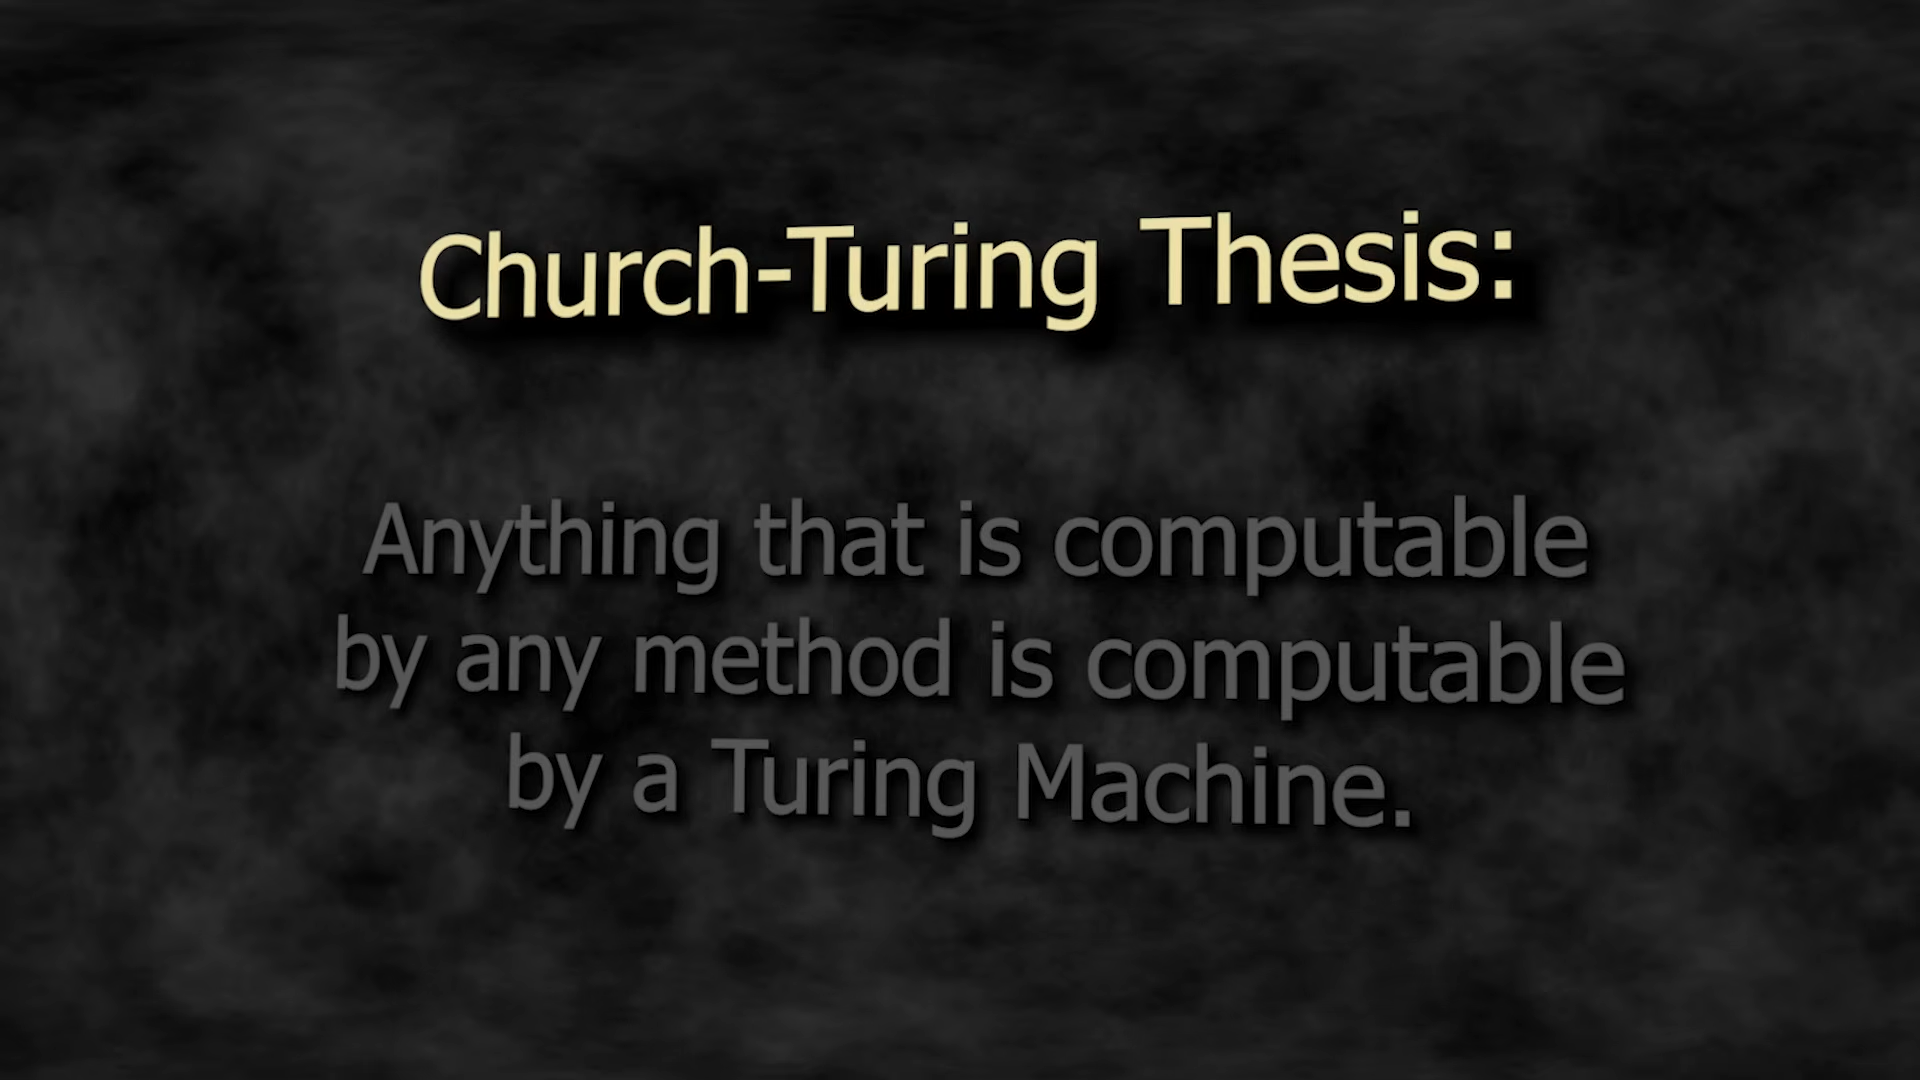 Church-Turing Thesis:
Anything that is computable
by any method is computable
by a Turing Machine.